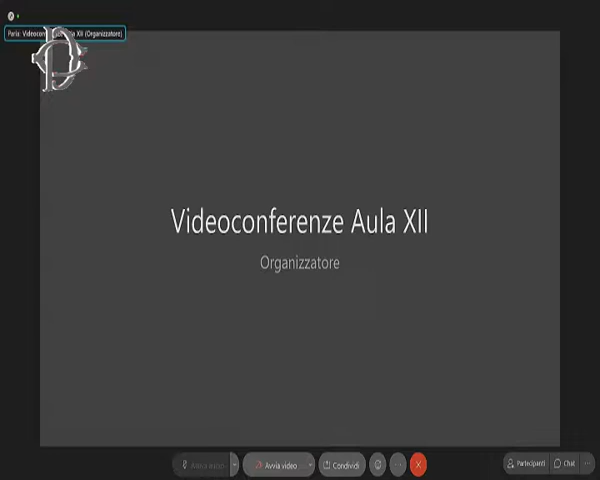 Parla: Videoconferenze Aula XII (Organizzatore)
Videoconferenze Aula XII
Organizzatore
Avvia video
Condividi
Partecipanti
Chat